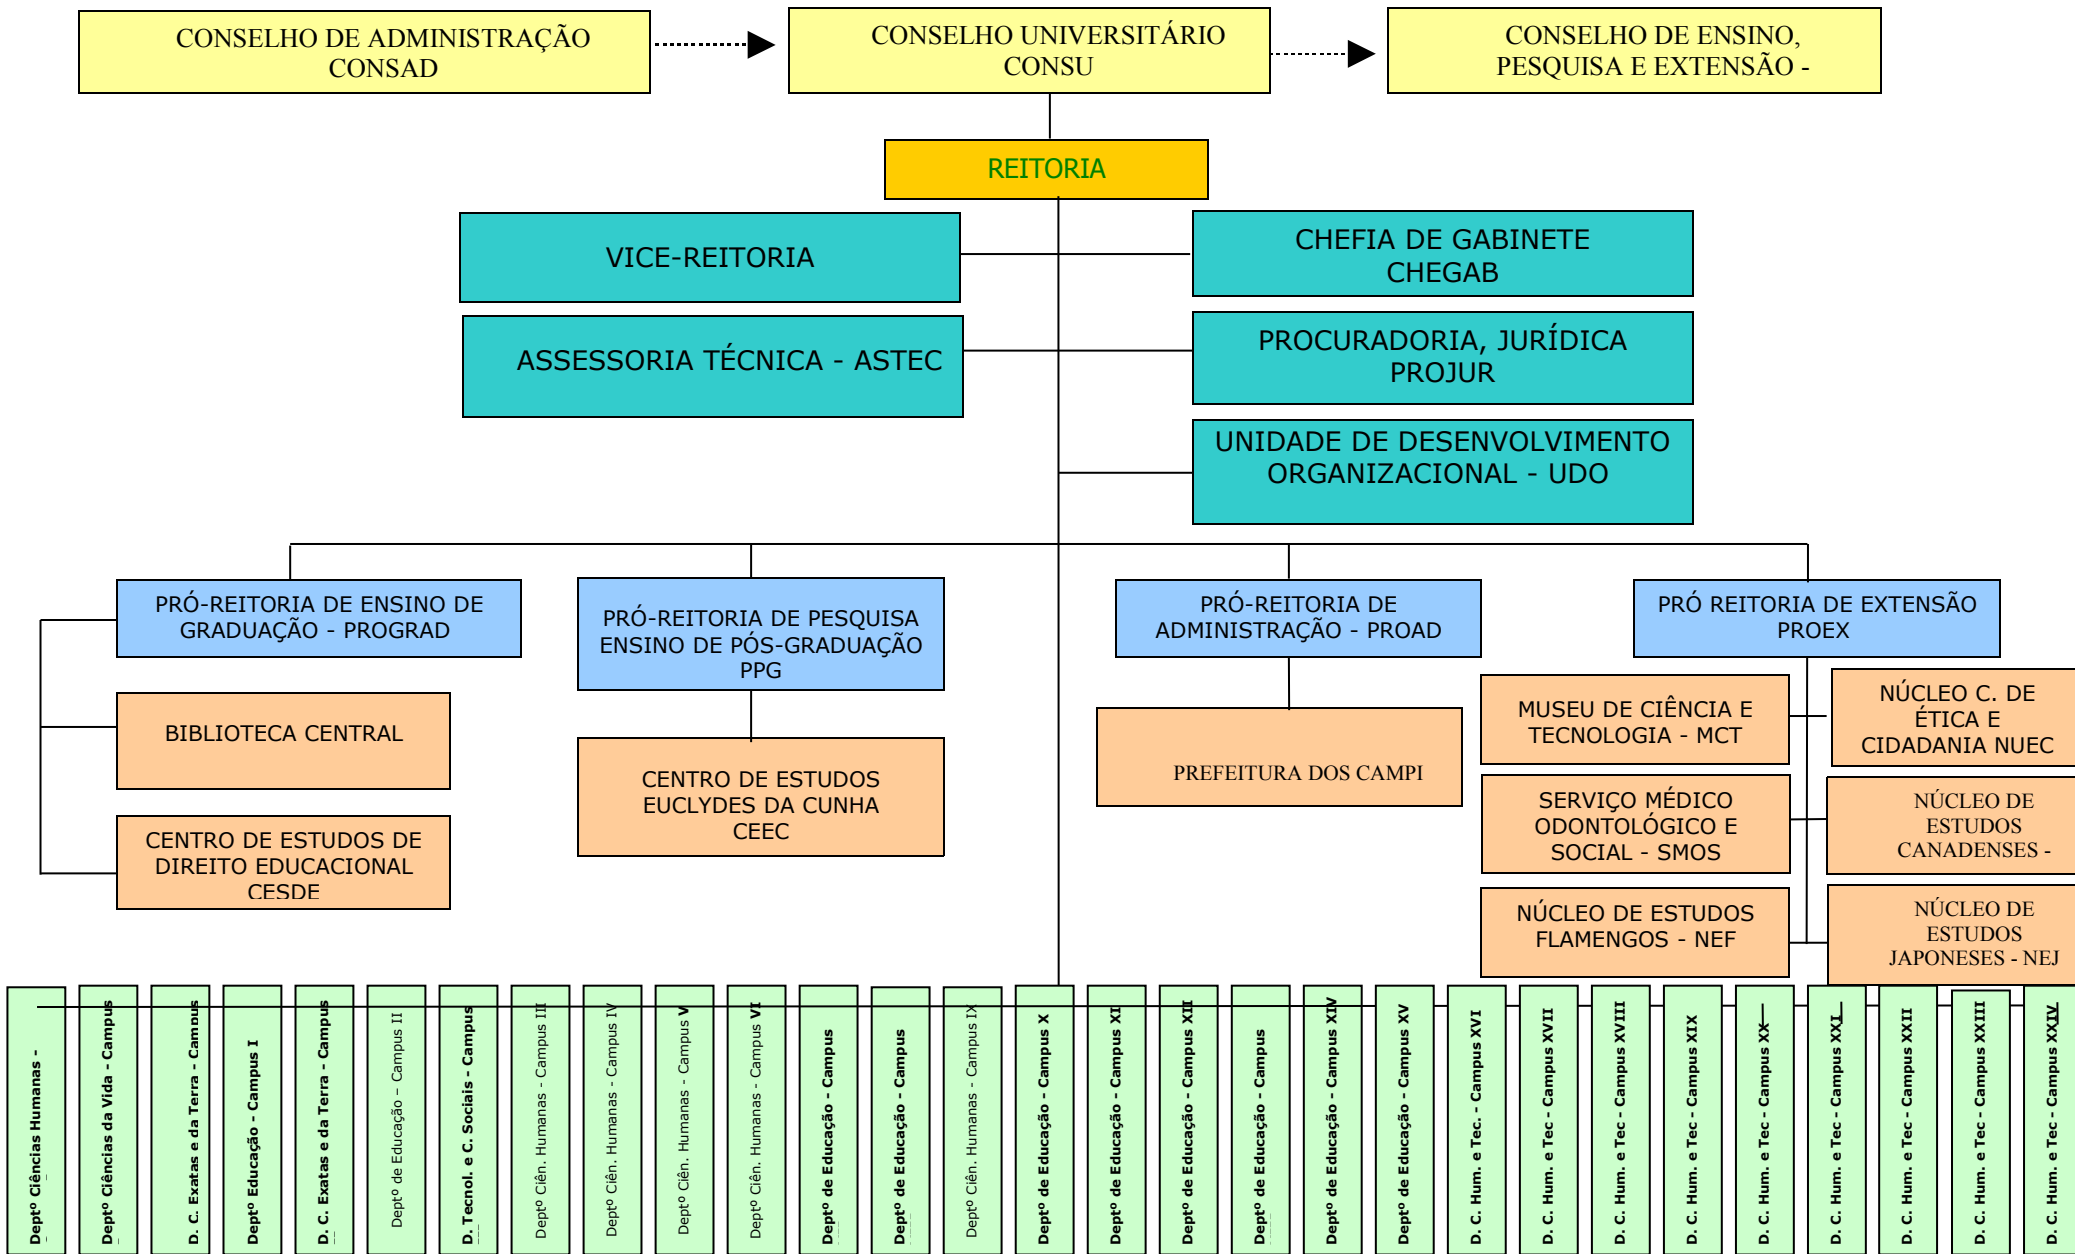 CONSELHO DE ADMINISTRAÇÃO
CONSAD
CONSELHO UNIVERSITÁRIO
CONSU
CONSELHO DE ENSINO,
PESQUISA E EXTENSÃO -
REITORIA
VICE-REITORIA
CHEFIA DE GABINETE
CHEGAB
ASSESSORIA TÉCNICA - ASTEC
PROCURADORIA, JURÍDICA
PROJUR
UNIDADE DE DESENVOLVIMENTO
ORGANIZACIONAL - UDO
PRÓ-REITORIA DE ENSINO DE
GRADUAÇÃO - PROGRAD
PRÓ-REITORIA DE PESQUISA
ENSINO DE PÓS-GRADUAÇÃO
PPG
PRÓ-REITORIA DE
ADMINISTRAÇÃO - PROAD
PRÓ REITORIA DE EXTENSÃO
PROEX
BIBLIOTECA CENTRAL
CENTRO DE ESTUDOS DE
DIREITO EDUCACIONAL
CESDE
CENTRO DE ESTUDOS
EUCLYDES DA CUNHA
CEEC
PREFEITURA DOS CAMPI
MUSEU DE CIÊNCIA E
TECNOLOGIA - MCT
NÚCLEO C. DE
ÉTICA E
CIDADANIA NUEC
SERVIÇO MÉDICO
ODONTOLÓGICO E
SOCIAL - SMOS
NÚCLEO DE
ESTUDOS
CANADENSES -
NÚCLEO DE ESTUDOS
FLAMENGOS - NEF
NÚCLEO DE
ESTUDOS
JAPONESES - NEJ
Deptº Ciências Humanas -
Deptº Ciências da Vida - Campus
D. C. Exatas e da Terra - Campus
Deptº Educação - Campus I
D. C. Exatas e da Terra - Campus
Deptº de Educação - Campus II
D. Tecnol. e C. Sociais - Campus
Deptº Ciên. Humanas - Campus III
Deptº Ciên. Humanas - Campus IV
Deptº Ciên. Humanas - Campus V
Deptº Ciên. Humanas - Campus VI
Deptº de Educação - Campus
Deptº de Educação - Campus
Deptº Ciên. Humanas - Campus IX
Deptº de Educação - Campus X
Deptº de Educação - Campus XI
Deptº de Educação - Campus XII
Deptº de Educação - Campus
Deptº de Educação - Campus XIV
Deptº de Educação - Campus XV
D. C. Hum. e Tec. - Campus XVI
D. C. Hum. e Tec - Campus XVII
D. C. Hum. e Tec - Campus XVIII
D. C. Hum. e Tec - Campus XIX
D. C. Hum. e Tec - Campus XX
D. C. Hum. e Tec - Campus XXI
D. C. Hum. e Tec - Campus XXII
D. C. Hum. e Tec - Campus XXIII
D. C. Hum. e Tec - Campus XXIV